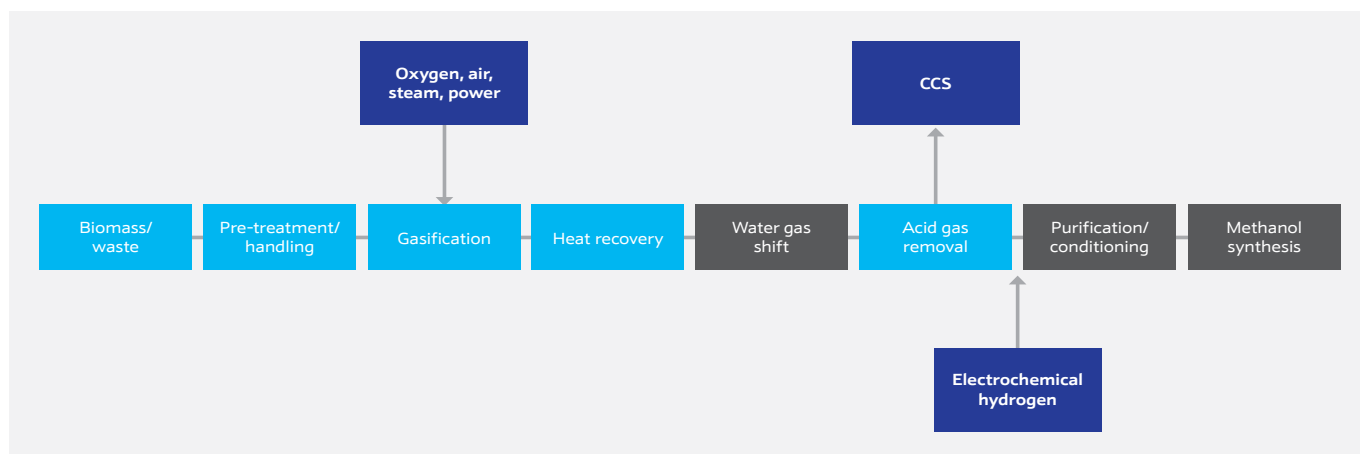 Oxygen, air,
steam, power
CCS
Biomass/
waste
Pre-treatment/
handling
Gasification
Heat recovery
Water gas
shift
Acid gas
removal
Purification/
conditioning
Methanol
synthesis
Electrochemical
hydrogen